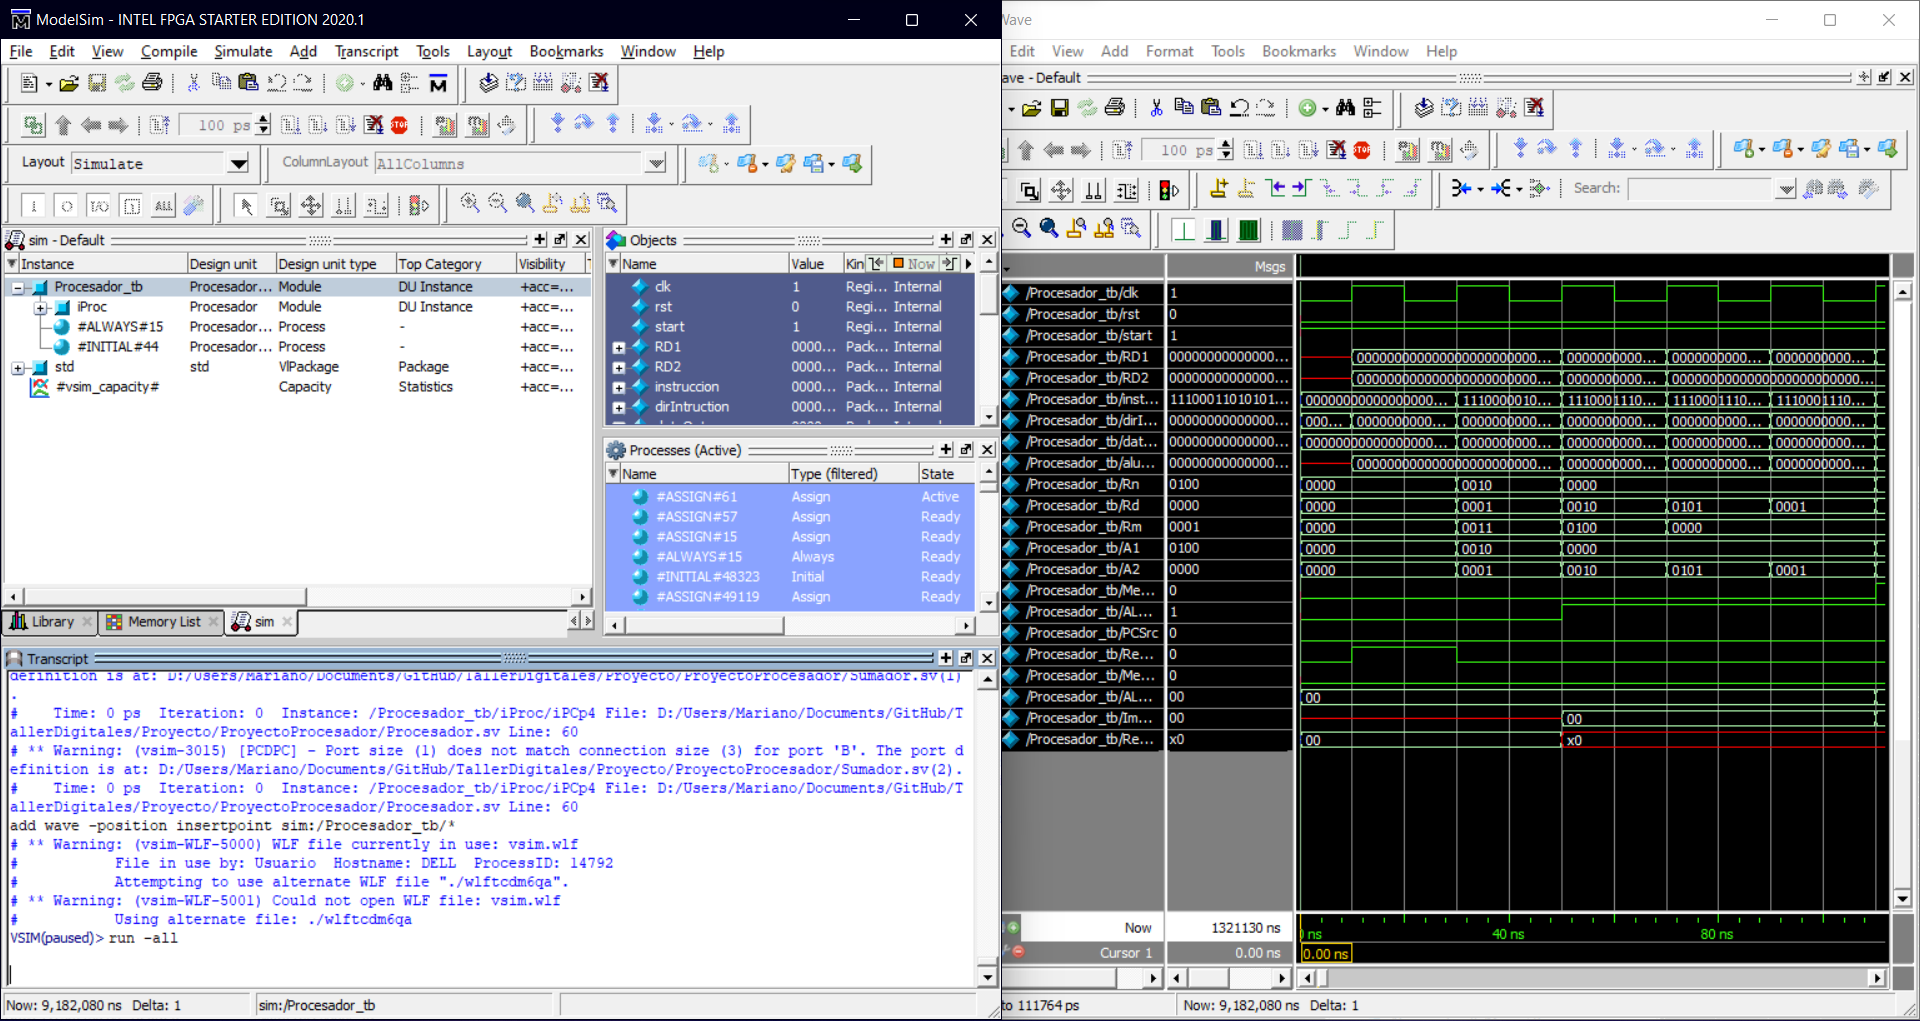 ModelSim - INTEL FPGA STARTER EDITION 2020.1
File Edit View Compile Simulate Add Transcript Tools Layout Bookmarks Window Help
100 ps
Layout Simulate ColumnLayout AllColumns
sim - Default
Instance Design unit Design unit type Top Category Visibility
Procesador_tb Procesador... Module DU Instance +acc=...
iProc Procesador Module DU Instance +acc=...
#ALWAYS#15 Procesador... Process - +acc=...
#INITIAL#44 Procesador... Process - +acc=...
std std VlPackage Package +acc=...
#vsim_capacity# Capacity Statistics +acc=...
Library Memory List sim
Objects
Name Value Kin Now
clk 1 Regi... Internal
rst 0 Regi... Internal
start 1 Regi... Internal
RD1 0000... Pack... Internal
RD2 0000... Pack... Internal
instruccion 0000... Pack... Internal
dirIntruction 0000... Pack... Internal
Processes (Active)
Name Type (filtered) State
#ASSIGN#61 Assign Active
#ASSIGN#57 Assign Ready
#ASSIGN#15 Assign Ready
#ALWAYS#15 Always Ready
#INITIAL#48323 Initial Ready
#ASSIGN#49119 Assign Ready
Transcript
definition is at: D:/Users/Mariano/Documents/GitHub/TallerDigitales/Proyecto/ProyectoProcesador/Sumador.sv(1)
.
#    Time: 0 ps  Iteration: 0  Instance: /Procesador_tb/iProc/iPCp4 File: D:/Users/Mariano/Documents/GitHub/T
allerDigitales/Proyecto/ProyectoProcesador/Procesador.sv Line: 60
# ** Warning: (vsim-3015) [PCDPC] - Port size (1) does not match connection size (3) for port 'B'. The port d
efinition is at: D:/Users/Mariano/Documents/GitHub/TallerDigitales/Proyecto/ProyectoProcesador/Sumador.sv(2).
#    Time: 0 ps  Iteration: 0  Instance: /Procesador_tb/iProc/iPCp4 File: D:/Users/Mariano/Documents/GitHub/T
allerDigitales/Proyecto/ProyectoProcesador/Procesador.sv Line: 60
add wave -position insertpoint sim:/Procesador_tb/*
# ** Warning: (vsim-WLF-5000) WLF file currently in use: vsim.wlf
#          File in use by: Usuario  Hostname: DELL  ProcessID: 14792
#          Attempting to use alternate WLF file "./wlftcdm6qa".
# ** Warning: (vsim-WLF-5001) Could not open WLF file: vsim.wlf
#          Using alternate file: ./wlftcdm6qa
VSIM(paused)> run -all
Now: 9,182,080 ns Delta: 1 sim:/Procesador_tb
Wave
Edit View Add Format Tools Bookmarks Window Help
ave - Default
100 ps
Search:
Msgs
/Procesador_tb/clk 1
/Procesador_tb/rst 0
/Procesador_tb/start 1
/Procesador_tb/RD1 00000000000000... 00000000000000000000000000... 0000000000... 0000000000... 0000000000...
/Procesador_tb/RD2 00000000000000... 00000000000000000000000000... 0000000000... 00000000000000000000000000...
/Procesador_tb/inst... 11100011010101... 0000000000000000000... 1110000010... 1110001110... 1110001110... 1110001110...
/Procesador_tb/dirI... 00000000000000... 000... 0000000000... 0000000000... 0000000000... 0000000000... 0000000000...
/Procesador_tb/dat... 00000000000000... 0000000000000000000... 0000000000... 0000000000... 0000000000... 0000000000...
/Procesador_tb/alu... 00000000000000... 00000000000000000000000000... 0000000000... 0000000000... 0000000000...
/Procesador_tb/Rn 0100 0000 0010 0000
/Procesador_tb/Rd 0000 0000 0001 0010 0101 0001
/Procesador_tb/Rm 0001 0000 0011 0100 0000
/Procesador_tb/A1 0100 0000 0010 0000
/Procesador_tb/A2 0000 0000 0001 0010 0101 0001
/Procesador_tb/Me... 0
/Procesador_tb/AL... 1
/Procesador_tb/PCSrc 0
/Procesador_tb/Re... 0
/Procesador_tb/Me... 0
/Procesador_tb/AL... 00 00
/Procesador_tb/Im... 00 00
/Procesador_tb/Re... x0 00 x0
Now 1321130 ns ns 40 ns 80 ns
Cursor 1 0.00 ns 0.00 ns
to 111764 ps Now: 9,182,080 ns Delta: 1